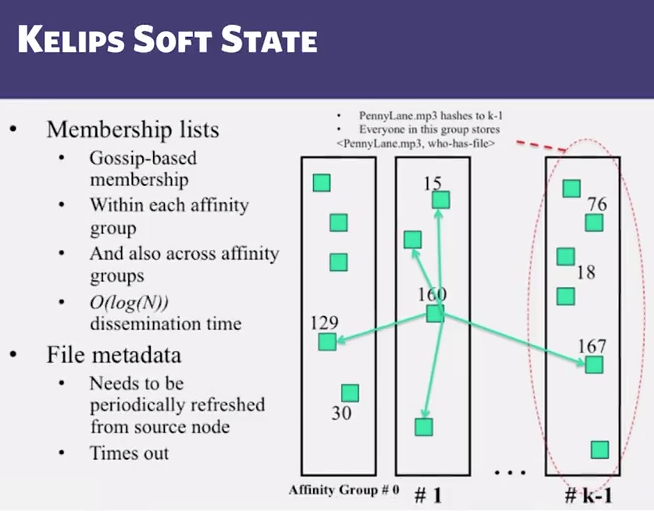 KELIPS SOFT STATE
• Membership lists
• Gossip-based
membership
• Within each affinity
group
• And also across affinity
groups
• O(log(N))
dissemination time
• File metadata
• Needs to be
periodically refreshed
from source node
• Times out
• PennyLane.mp3 hashes to k-1
• Everyone in this group stores
<PennyLane.mp3, who-has-file>
15
76
18
160
129
167
30
...
Affinity Group # 0
# 1
# k-1